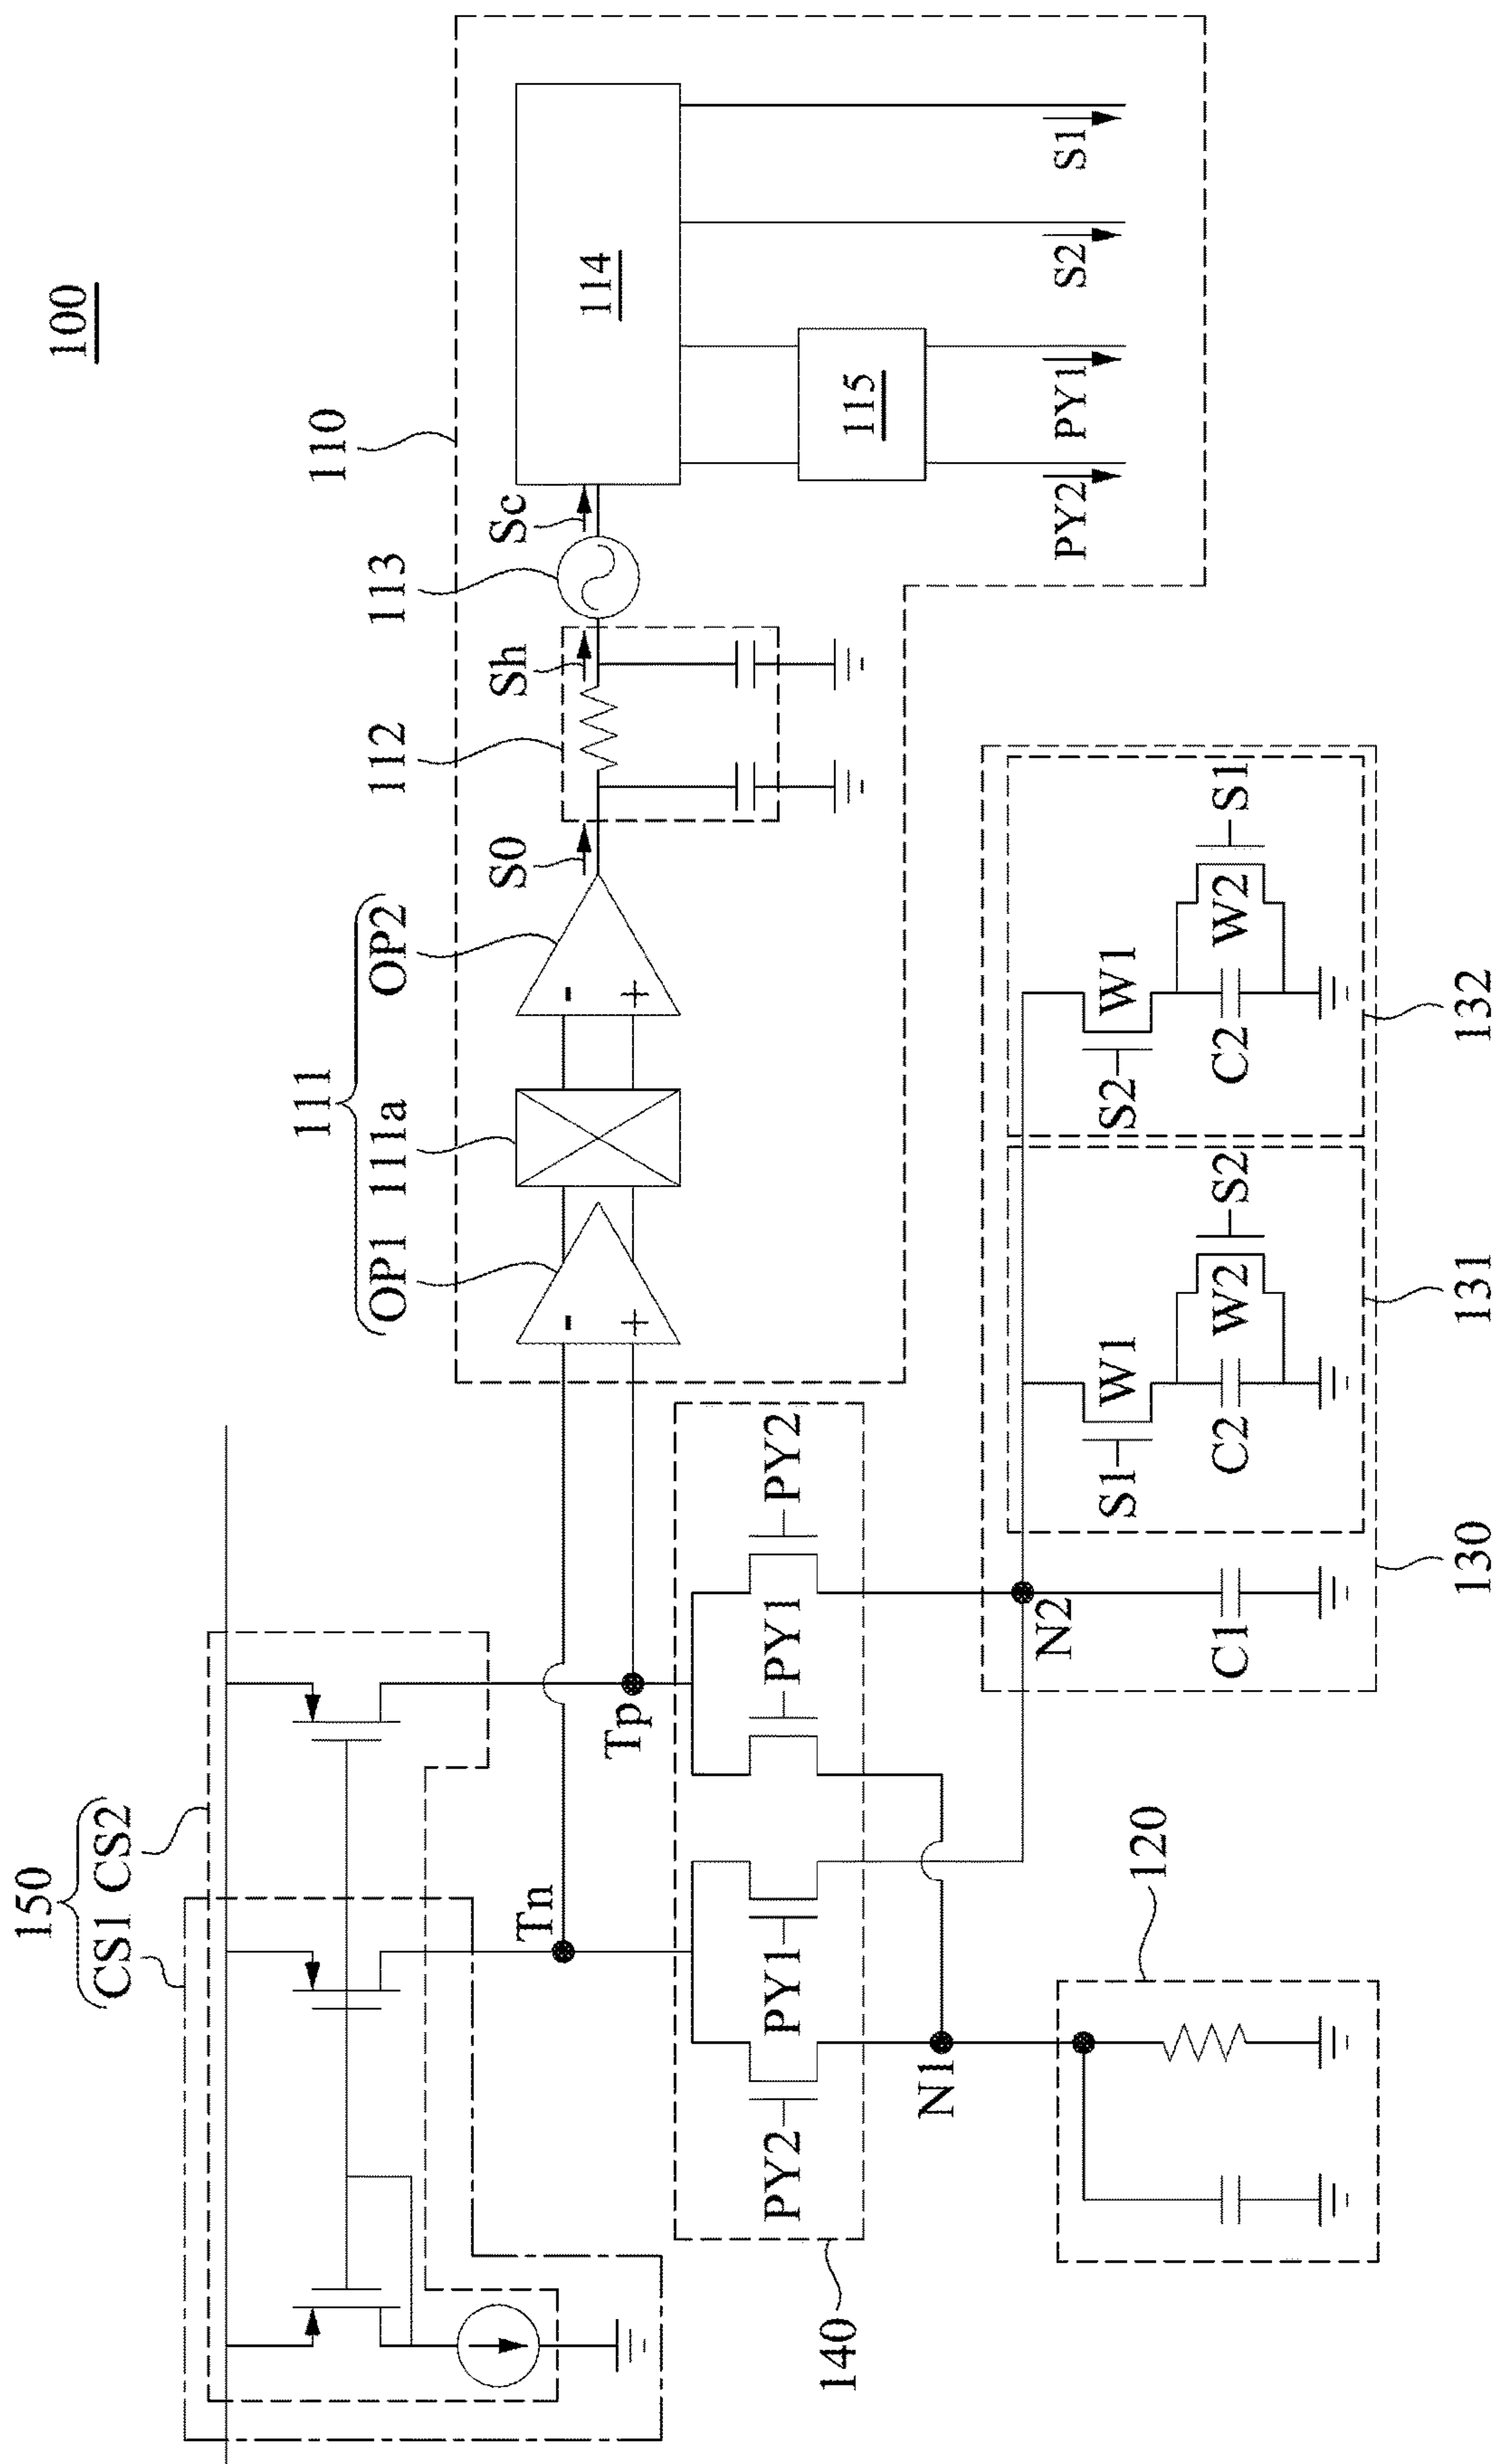 100
150
CS1 CS2
111
OP1 111a OP2
112
113
110
S0
Sh
Sc
114
115
PY2
PY1
S2
S1
Tn
Tp
-
+
-
+
140
PY2
PY1
PY1
PY2
N1
N2
120
C1
S1
W1
C2
W2
S2
S2
W1
C2
W2
S1
130
131
132